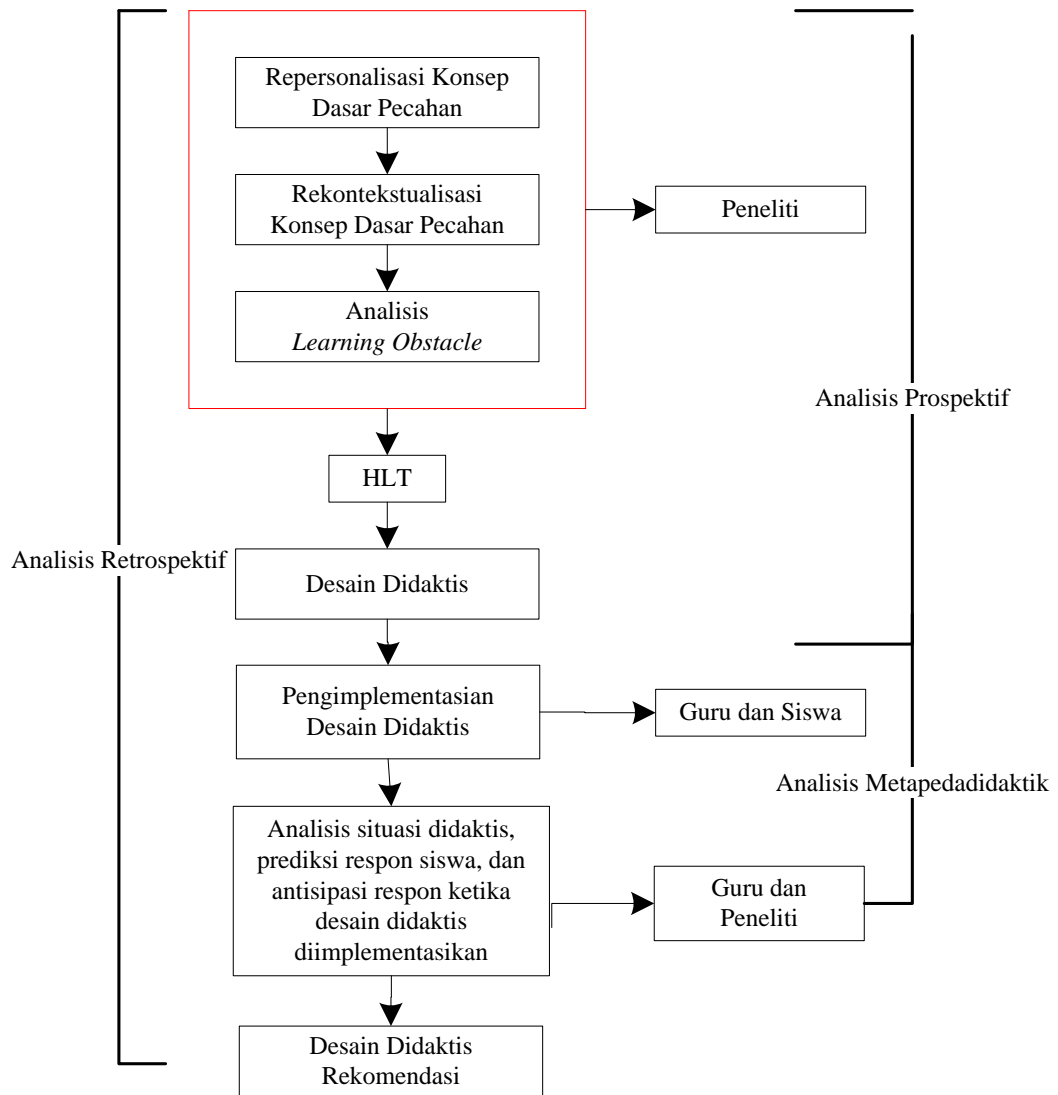 Repersonalisasi Konsep
Dasar Pecahan
Rekontekstualisasi
Konsep Dasar Pecahan
Peneliti
Analisis
Learning Obstacle
Analisis Prospektif
HLT
Analisis Retrospektif
Desain Didaktis
Pengimplementasian
Desain Didaktis
Guru dan Siswa
Analisis Metapedadidaktik
Analisis situasi didaktis,
prediksi respon siswa, dan
antisipasi respon ketika
desain didaktis
diimplementasikan
Guru dan
Peneliti
Desain Didaktis
Rekomendasi